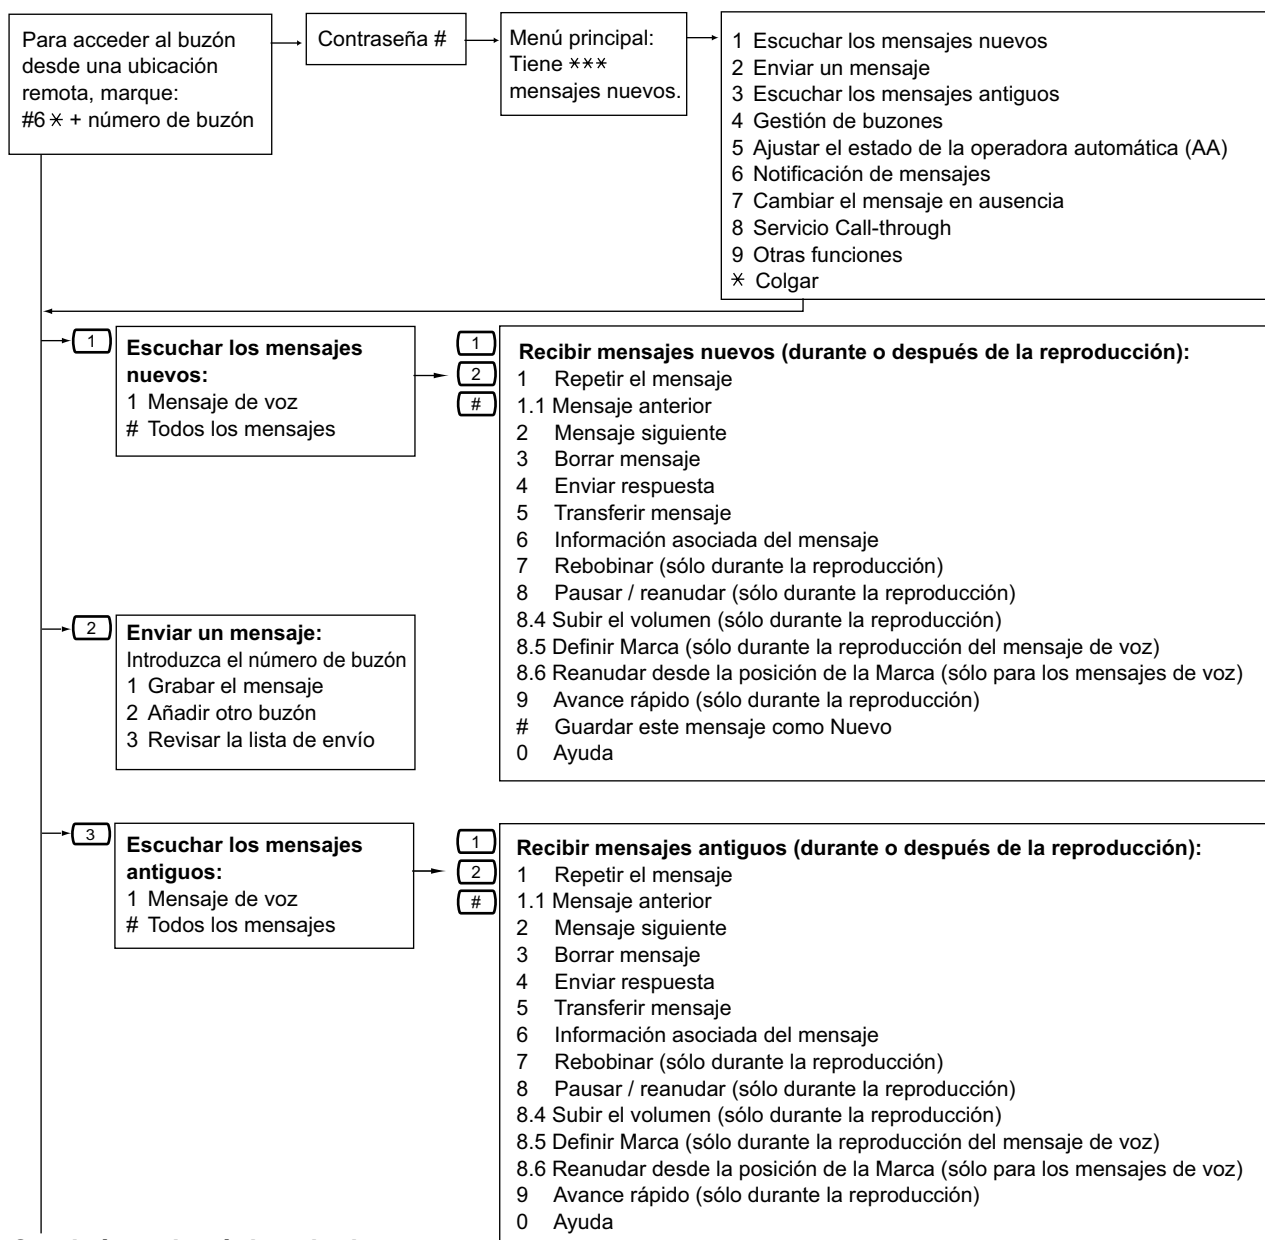 Para acceder al buzón
desde una ubicación
remota, marque:
#6 * + número de buzón
Contraseña #
Menú principal:
Tiene ***
mensajes nuevos.
1 Escuchar los mensajes nuevos
2 Enviar un mensaje
3 Escuchar los mensajes antiguos
4 Gestión de buzones
5 Ajustar el estado de la operadora automática (AA)
6 Notificación de mensajes
7 Cambiar el mensaje en ausencia
8 Servicio Call-through
9 Otras funciones
* Colgar
1
Escuchar los mensajes
nuevos:
1 Mensaje de voz
# Todos los mensajes
1
2
#
Recibir mensajes nuevos (durante o después de la reproducción):
1 Repetir el mensaje
1.1 Mensaje anterior
2 Mensaje siguiente
3 Borrar mensaje
4 Enviar respuesta
5 Transferir mensaje
6 Información asociada del mensaje
7 Rebobinar (sólo durante la reproducción)
8 Pausar / reanudar (sólo durante la reproducción)
8.4 Subir el volumen (sólo durante la reproducción)
8.5 Definir Marca (sólo durante la reproducción del mensaje de voz)
8.6 Reanudar desde la posición de la Marca (sólo para los mensajes de voz)
9 Avance rápido (sólo durante la reproducción)
# Guardar este mensaje como Nuevo
0 Ayuda
2
Enviar un mensaje:
Introduzca el número de buzón
1 Grabar el mensaje
2 Añadir otro buzón
3 Revisar la lista de envío
3
Escuchar los mensajes
antiguos:
1 Mensaje de voz
# Todos los mensajes
1
2
#
Recibir mensajes antiguos (durante o después de la reproducción):
1 Repetir el mensaje
1.1 Mensaje anterior
2 Mensaje siguiente
3 Borrar mensaje
4 Enviar respuesta
5 Transferir mensaje
6 Información asociada del mensaje
7 Rebobinar (sólo durante la reproducción)
8 Pausar / reanudar (sólo durante la reproducción)
8.4 Subir el volumen (sólo durante la reproducción)
8.5 Definir Marca (sólo durante la reproducción del mensaje de voz)
8.6 Reanudar desde la posición de la Marca (sólo para los mensajes de voz)
9 Avance rápido (sólo durante la reproducción)
0 Ayuda